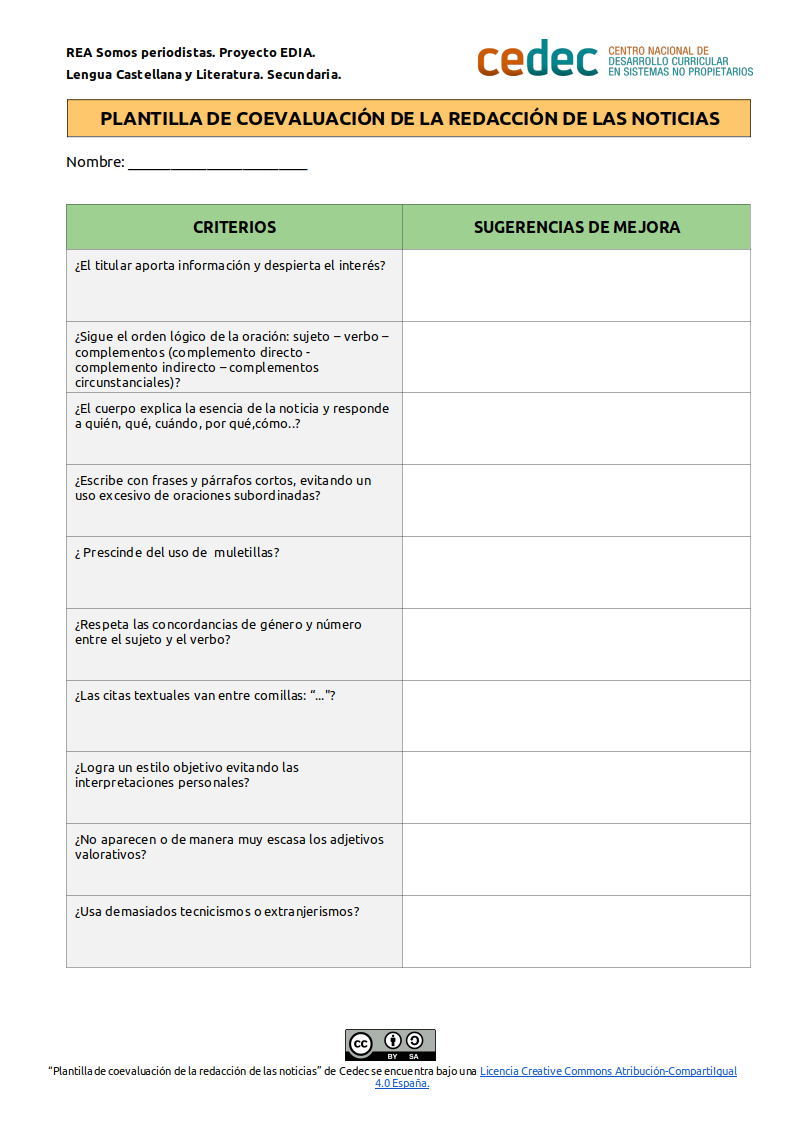 REA Somos periodistas. Proyecto EDIA.
Lengua Castellana y Literatura. Secundaria.
cedec
CENTRO NACIONAL DE
DESARROLLO CURRICULAR
EN SISTEMAS NO PROPIETARIOS
PLANTILLA DE COEVALUACIÓN DE LA REDACCIÓN DE LAS NOTICIAS
Nombre: _________________________
CRITERIOS
SUGERENCIAS DE MEJORA
¿El titular aporta información y despierta el interés?
¿Sigue el orden lógico de la oración: sujeto – verbo –
complementos (complemento directo -
complemento indirecto – complementos
circunstanciales)?
¿El cuerpo explica la esencia de la noticia y responde
a quién, qué, cuándo, por qué,cómo..?
¿Escribe con frases y párrafos cortos, evitando un
uso excesivo de oraciones subordinadas?
¿ Prescinde del uso de  muletillas?
¿Respeta las concordancias de género y número
entre el sujeto y el verbo?
¿Las citas textuales van entre comillas: “..."?
¿Logra un estilo objetivo evitando las
interpretaciones personales?
¿No aparecen o de manera muy escasa los adjetivos
valorativos?
¿Usa demasiados tecnicismos o extranjerismos?
cc
BY SA
“Plantilla de coevaluación de la redacción de las noticias” de Cedec se encuentra bajo una Licencia Creative Commons Atribución-CompartiIgual
4.0 España.